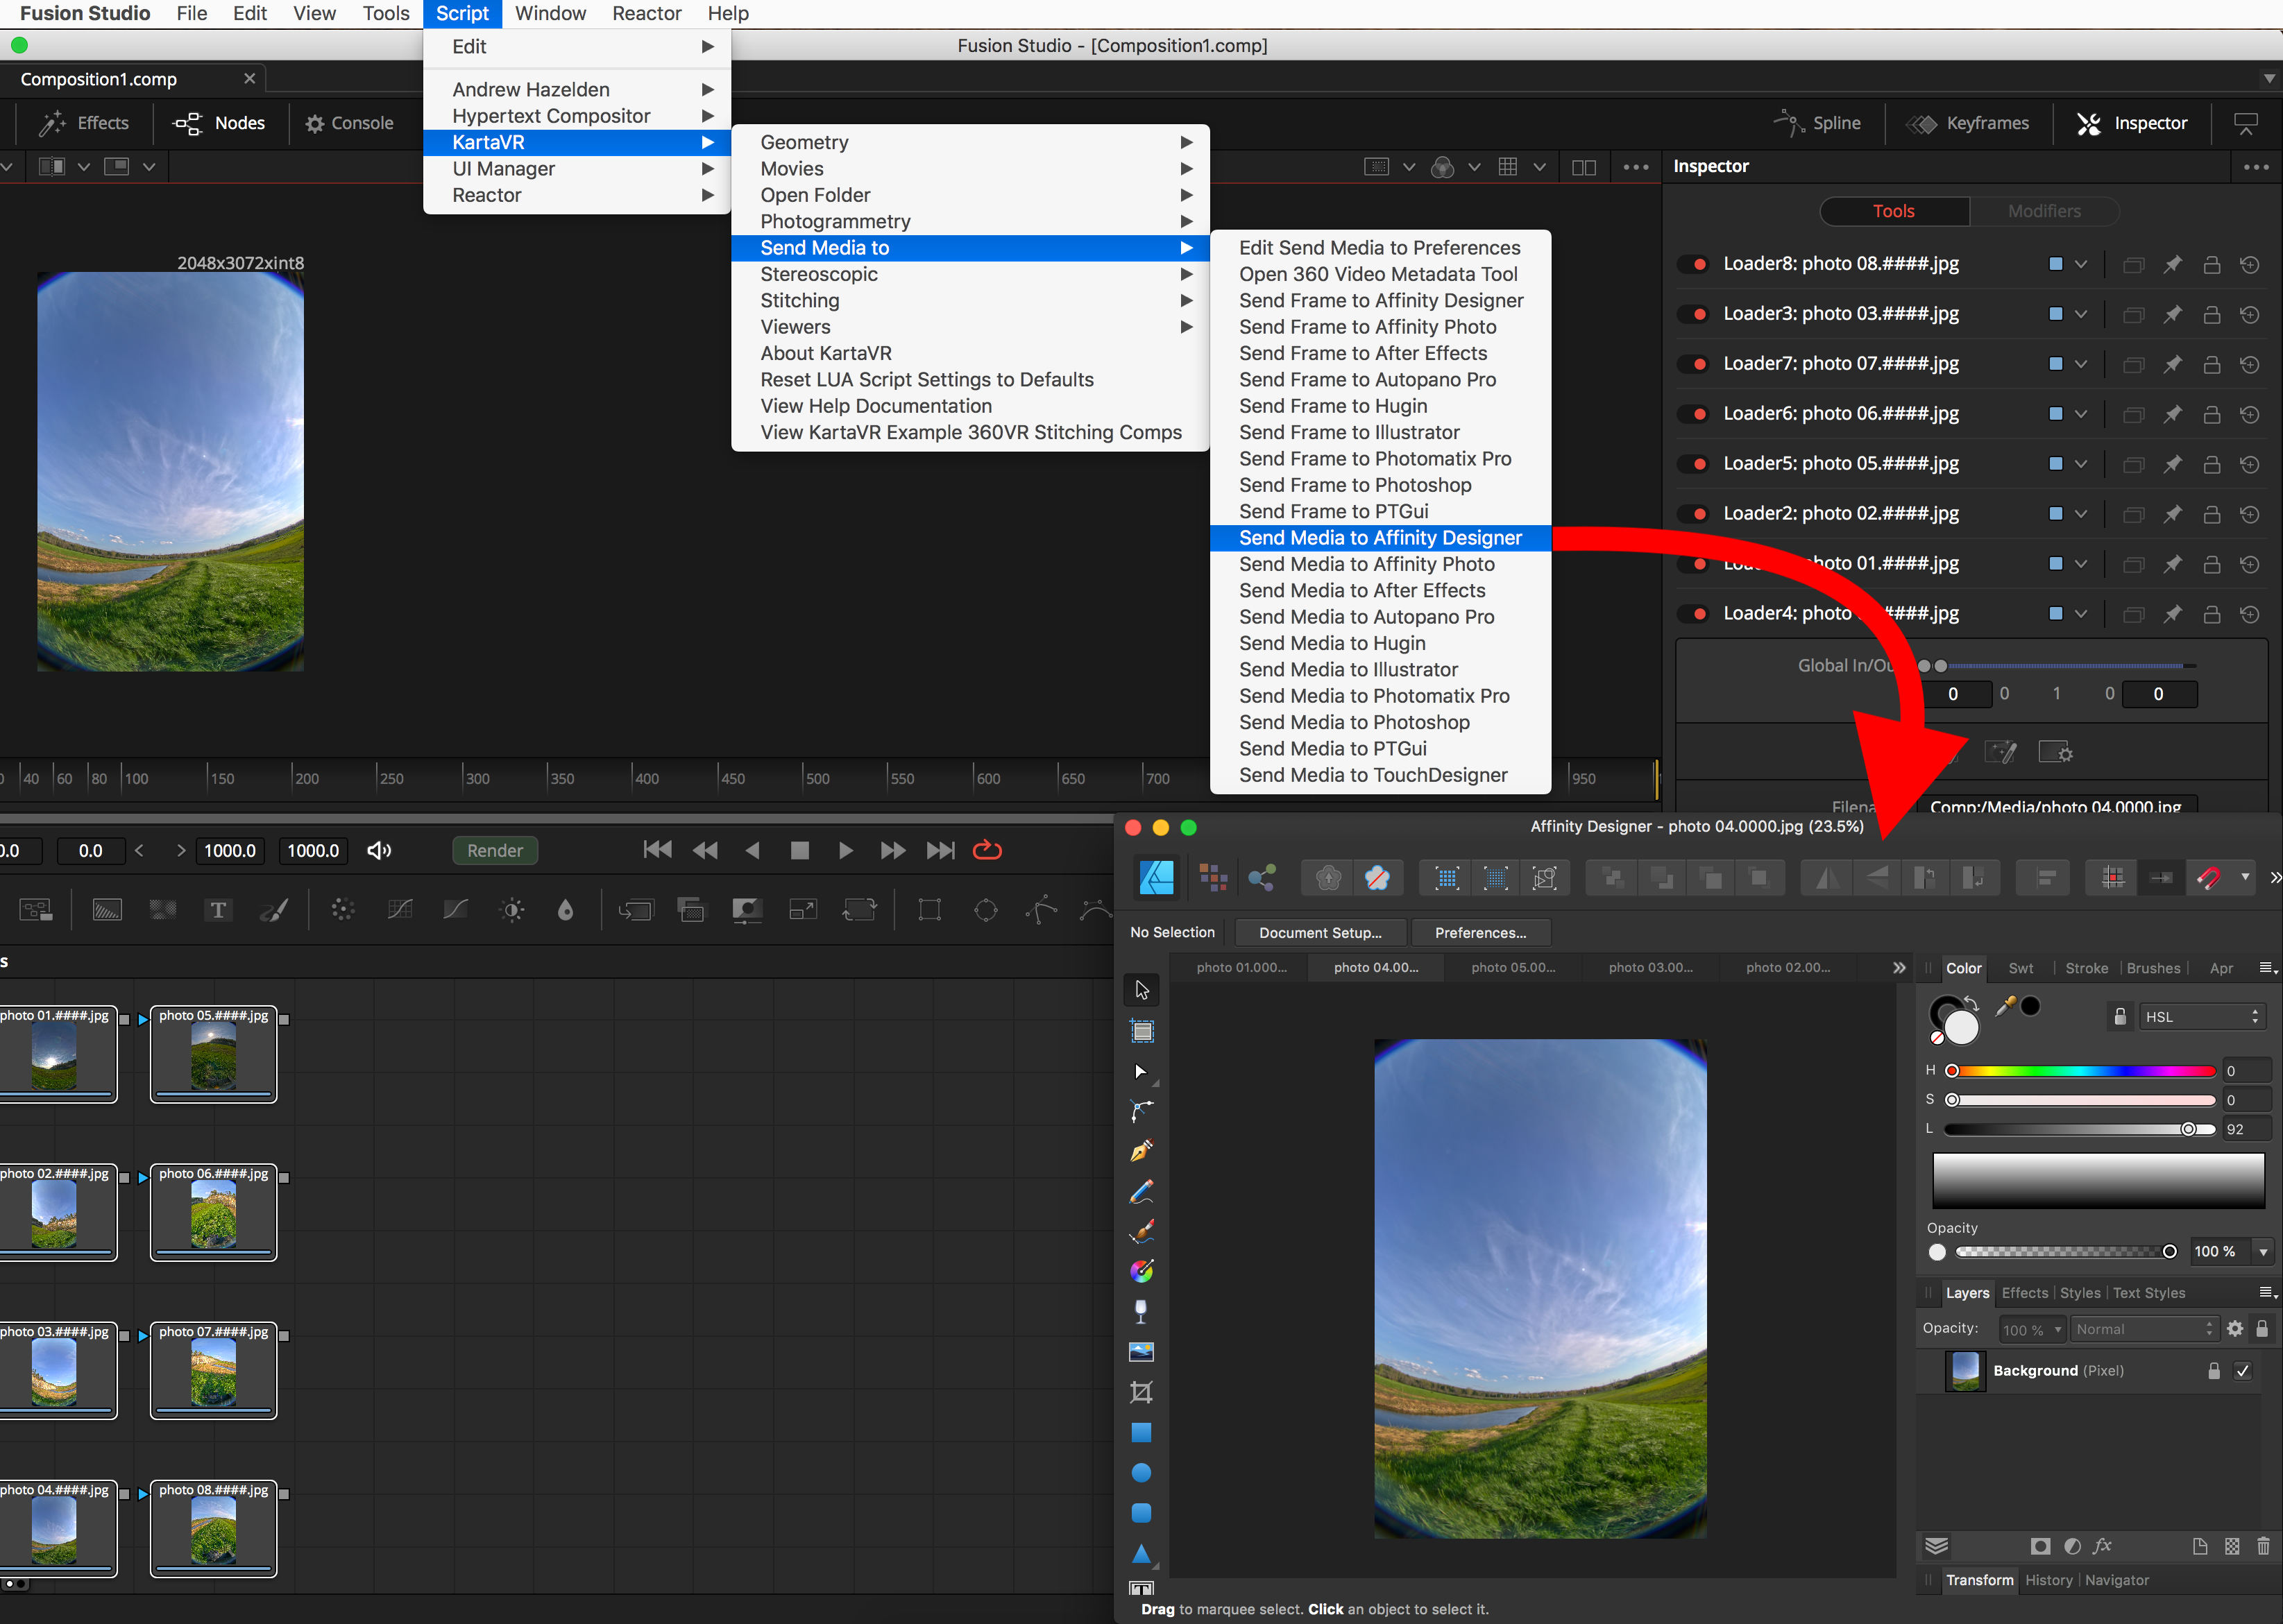 Fusion Studio File Edit View Tools Script Window Reactor Help
Fusion Studio - [Composition1.comp]
Composition1.comp
Effects Nodes Console
Spline Keyframes Inspector
Edit
Andrew Hazelden
Hypertext Compositor
KartaVR
UI Manager
Reactor
Geometry
Movies
Open Folder
Photogrammetry
Send Media to
Stereoscopic
Stitching
Viewers
About KartaVR
Reset LUA Script Settings to Defaults
View Help Documentation
View KartaVR Example 360VR Stitching Comps
Edit Send Media to Preferences
Open 360 Video Metadata Tool
Send Frame to Affinity Designer
Send Frame to Affinity Photo
Send Frame to After Effects
Send Frame to Autopano Pro
Send Frame to Hugin
Send Frame to Illustrator
Send Frame to Photomatix Pro
Send Frame to Photoshop
Send Frame to PTGui
Send Media to Affinity Designer
Send Media to Affinity Photo
Send Media to After Effects
Send Media to Autopano Pro
Send Media to Hugin
Send Media to Illustrator
Send Media to Photomatix Pro
Send Media to Photoshop
Send Media to PTGui
Send Media to TouchDesigner
2048x3072xint8
Inspector
Tools Modifiers
Loader8: photo 08.####.jpg
Loader3: photo 03.####.jpg
Loader7: photo 07.####.jpg
Loader6: photo 06.####.jpg
Loader5: photo 05.####.jpg
Loader2: photo 02.####.jpg
photo 01.####.jpg
Loader4: photo ####.jpg
Global In/Ou
0 0 1 0 0
Comp:/Media/photo 04.0000.jpg
40 60 80 100 150 200 250 300 350 400 450 500 550 600 650 700 950
0.0 0.0 < > 1000.0 1000.0 Render
T
s
photo 01.####.jpg photo 05.####.jpg
photo 02.####.jpg photo 06.####.jpg
photo 03.####.jpg photo 07.####.jpg
photo 04.####.jpg photo 08.####.jpg
Affinity Designer - photo 04.0000.jpg (23.5%)
No Selection Document Setup... Preferences...
photo 01.000... photo 04.00... photo 05.00... photo 03.00... photo 02.00...
Color Swt Stroke Brushes Apr
HSL
H 0
S 0
L 92
Opacity
100 %
Layers Effects Styles Text Styles
Opacity: 100 % Normal
Background (Pixel)
fx
Transform History Navigator
Drag to marquee select. Click an object to select it.